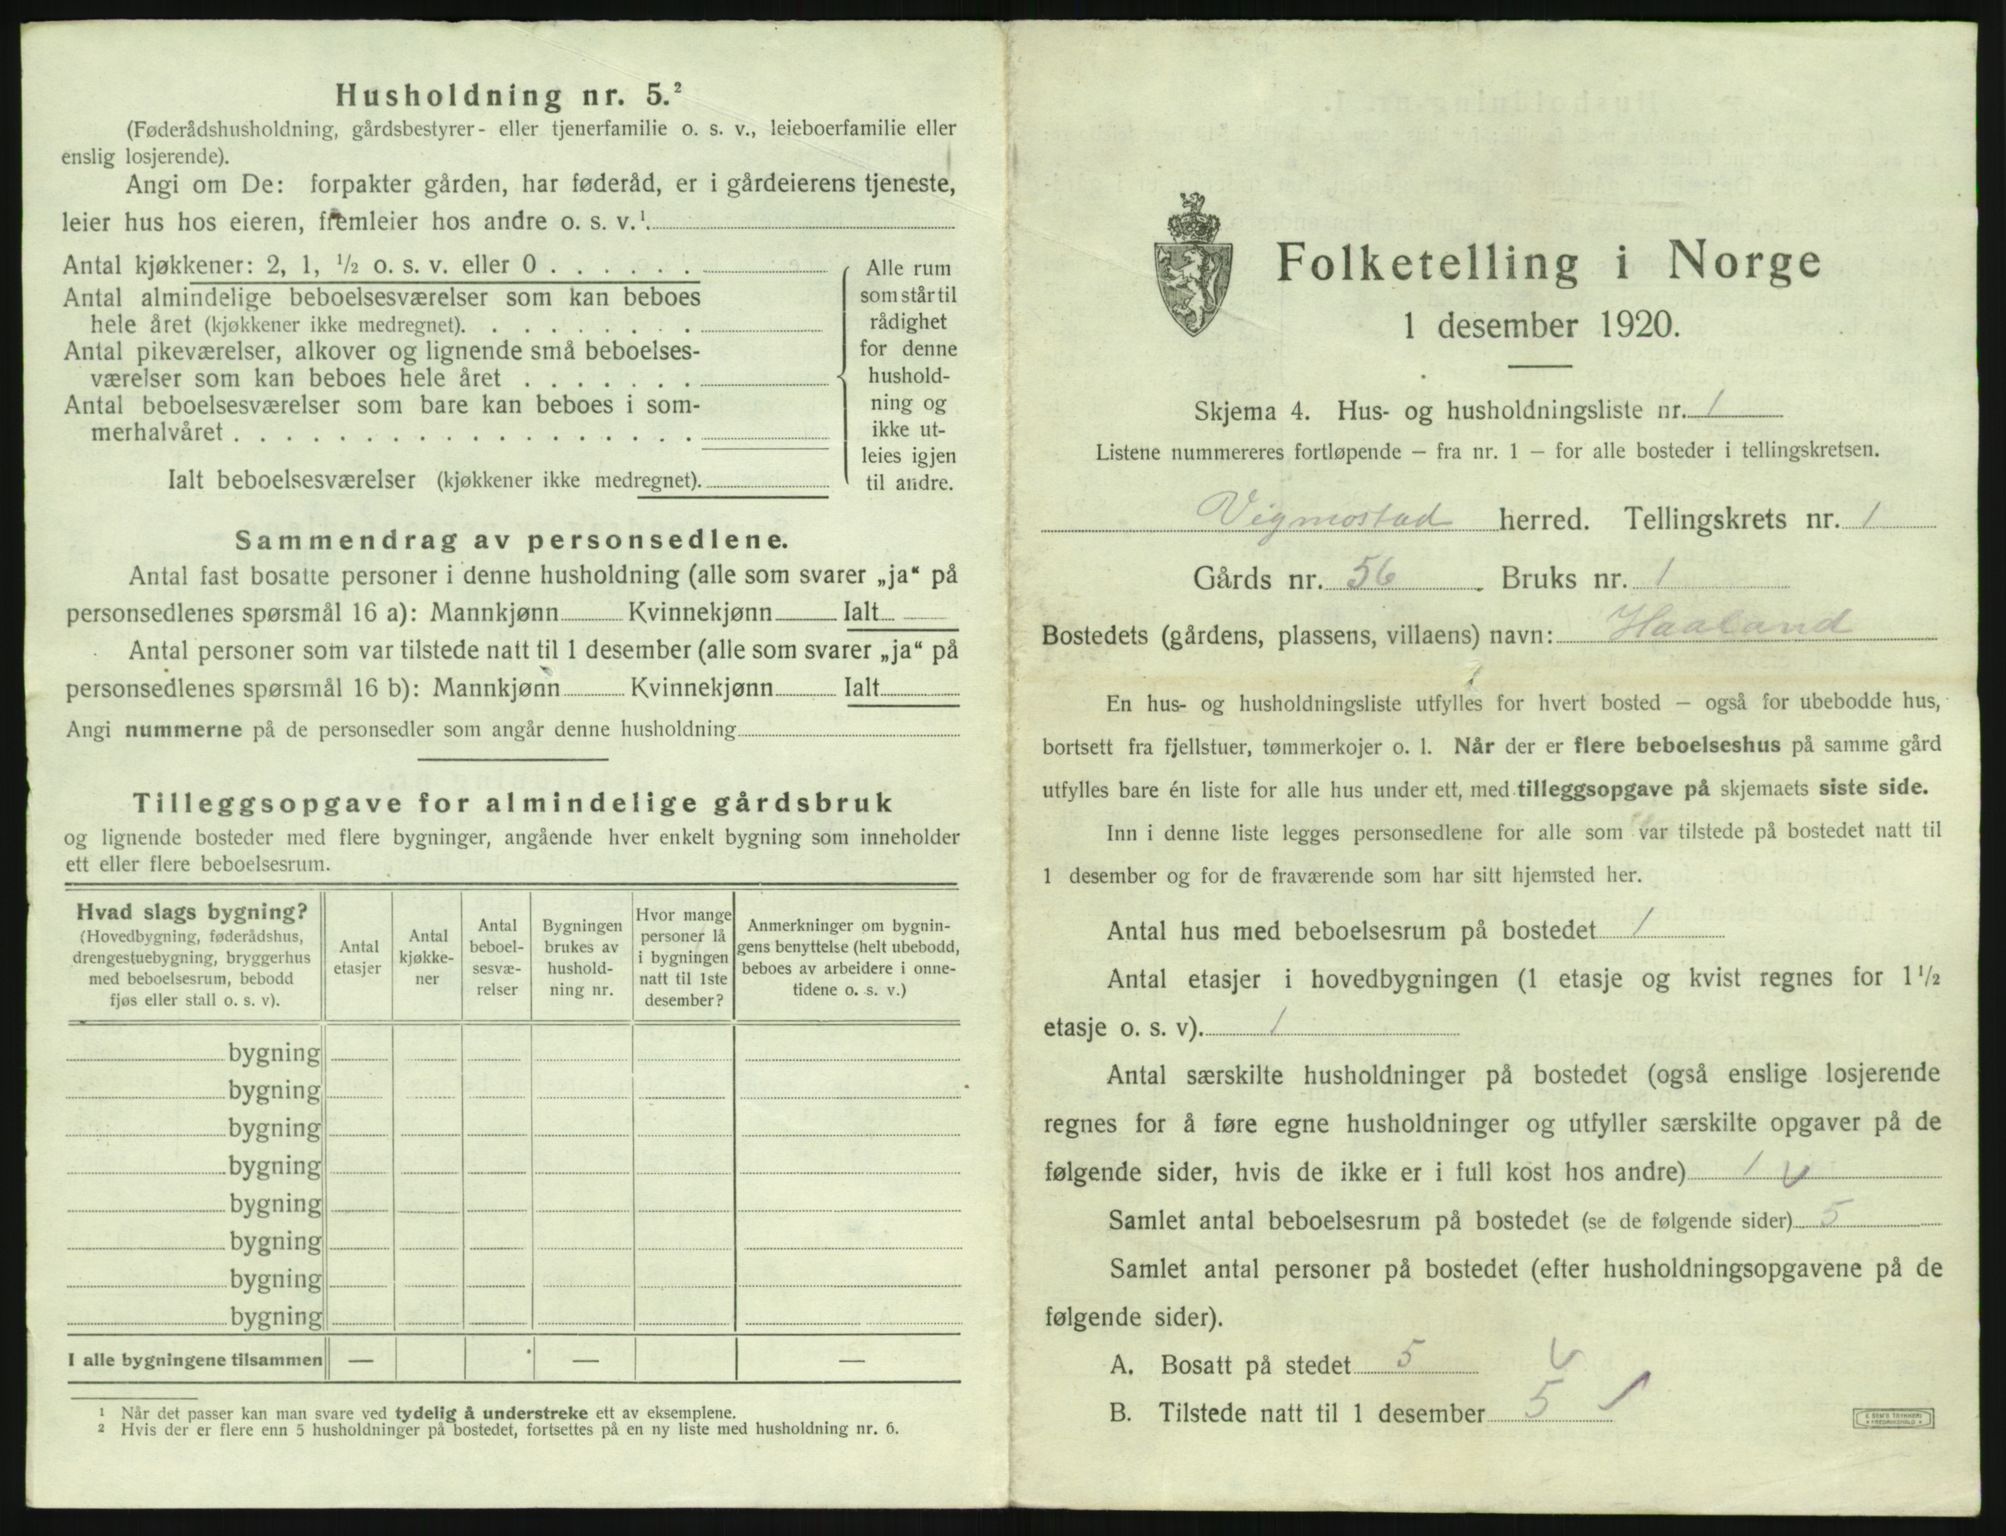 Husholdning nr. 5.²
(Føderådshusholdning, gårdsbestyrer- eller tjenerfamilie o. s. v., leieboerfamilie eller
enslig losjerende).
Angi om De: forpakter gården, har føderåd, er i gårdeierens tjeneste,
leier hus hos eieren, fremleier hos andre o. s. v.¹
Antal kjøkkener: 2, 1, ½ o. s. v. eller 0 . . . . . .
Antal almindelige beboelsesværelser som kan beboes
hele året (kjøkkener ikke medregnet). . . . . . . . .
Antal pikeværelser, alkover og lignende små beboelses-
værelser som kan beboes hele året . . . . . . .
Antal beboelsesværelser som bare kan beboes i som-
merhalvåret . . . . . . . . . . . . . . . . . .
Ialt beboelsesværelser (kjøkkener ikke medregnet).
Alle rum
som står til
rådighet
for denne
hushold-
ning og
ikke ut-
leies igjen
til andre.
Sammendrag av personsedlene.
Antal fast bosatte personer i denne husholdning (alle som svarer „ja“ på
personsedlenes spørsmål 16 a): Mannkjønn Kvinnekjønn Ialt
Antal personer som var tilstede natt til 1 desember (alle som svarer „ja“ på
personsedlenes spørsmål 16 b): Mannkjønn Kvinnekjønn Ialt
Angi nummerne på de personsedler som angår denne husholdning
Tilleggsopgave for almindelige gårdsbruk
og lignende bosteder med flere bygninger, angående hver enkelt bygning som inneholder
ett eller flere beboelsesrum.
Hvad slags bygning?
(Hovedbygning, føderådshus,
drengestuebygning, bryggerhus
med beboelsesrum, bebodd
fjøs eller stall o. s. v).
Antal
etasjer
Antal
kjøkke-
ner
Antal
beboel-
sesvæ-
relser
Bygningen
brukes av
hushold-
ning nr.
Hvor mange
personer lå
i bygningen
natt til 1ste
desember?
Anmerkninger om bygnin-
gens benyttelse (helt ubebodd,
beboes av arbeidere i onne-
tidene o. s. v.)
bygning
bygning
bygning
bygning
bygning
bygning
bygning
bygning
I alle bygningene tilsammen — — —
¹ Når det passer kan man svare ved tydelig å understreke ett av eksemplene.
² Hvis der er flere enn 5 husholdninger på bostedet, fortsettes på en ny liste med husholdning nr. 6.
Folketelling i Norge
1 desember 1920.
Skjema 4. Hus- og husholdningsliste nr. 1
Listene nummereres fortløpende – fra nr. 1 – for alle bosteder i tellingskretsen.
Vigmostad herred. Tellingskrets nr. 1
Gårds nr. 56 Bruks nr. 1
Bostedets (gårdens, plassens, villaens) navn: Haaland
En hus- og husholdningsliste utfylles for hvert bosted – også for ubebodde hus,
bortsett fra fjellstuer, tømmerkojer o. l. Når der er flere beboelseshus på samme gård
utfylles bare én liste for alle hus under ett, med tilleggsopgave på skjemaets siste side.
Inn i denne liste legges personsedlene for alle som var tilstede på bostedet natt til
1 desember og for de fraværende som har sitt hjemsted her.
Antal hus med beboelsesrum på bostedet 1
Antal etasjer i hovedbygningen (1 etasje og kvist regnes for 1½
etasje o. s. v). 1
Antal særskilte husholdninger på bostedet (også enslige losjerende
regnes for å føre egne husholdninger og utfyller særskilte opgaver på de
følgende sider, hvis de ikke er i full kost hos andre) 1
Samlet antal beboelsesrum på bostedet (se de følgende sider) 5
Samlet antal personer på bostedet (efter husholdningsopgavene på de
følgende sider).
A. Bosatt på stedet 5
B. Tilstede natt til 1 desember 5